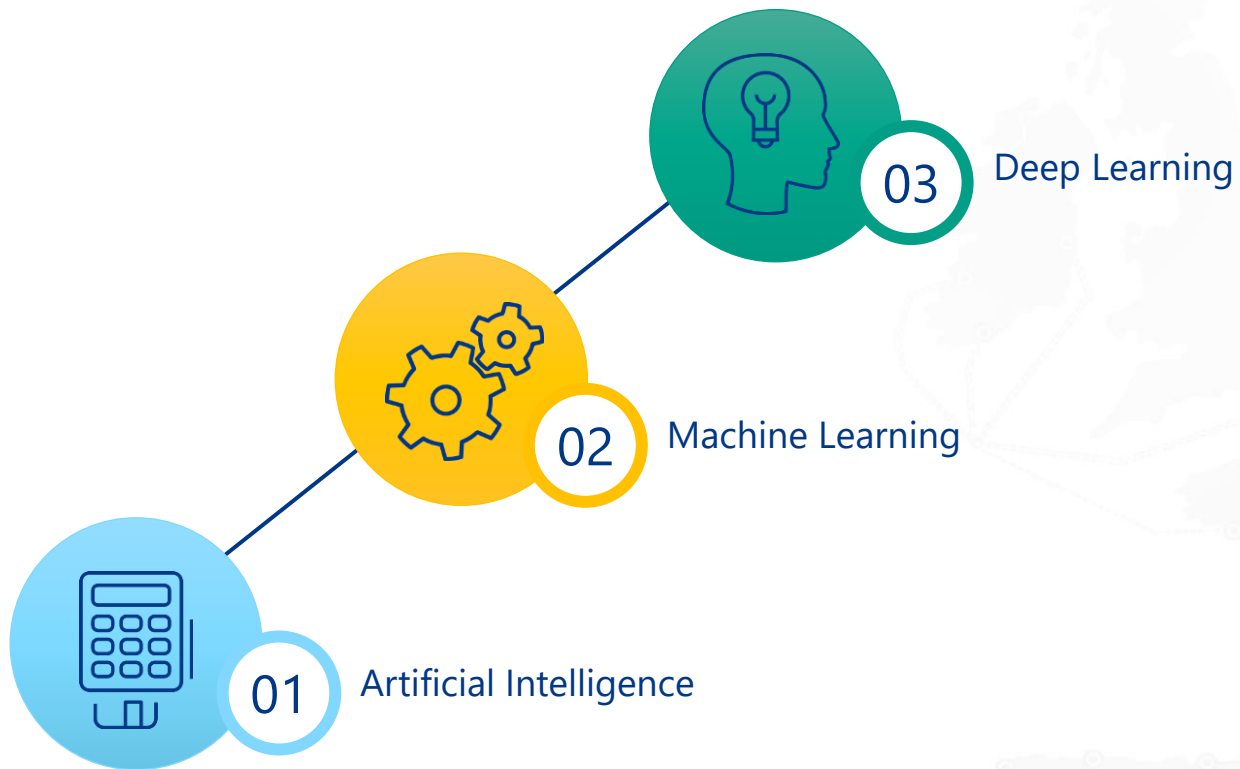 03
Deep Learning
02
Machine Learning
01
Artificial Intelligence